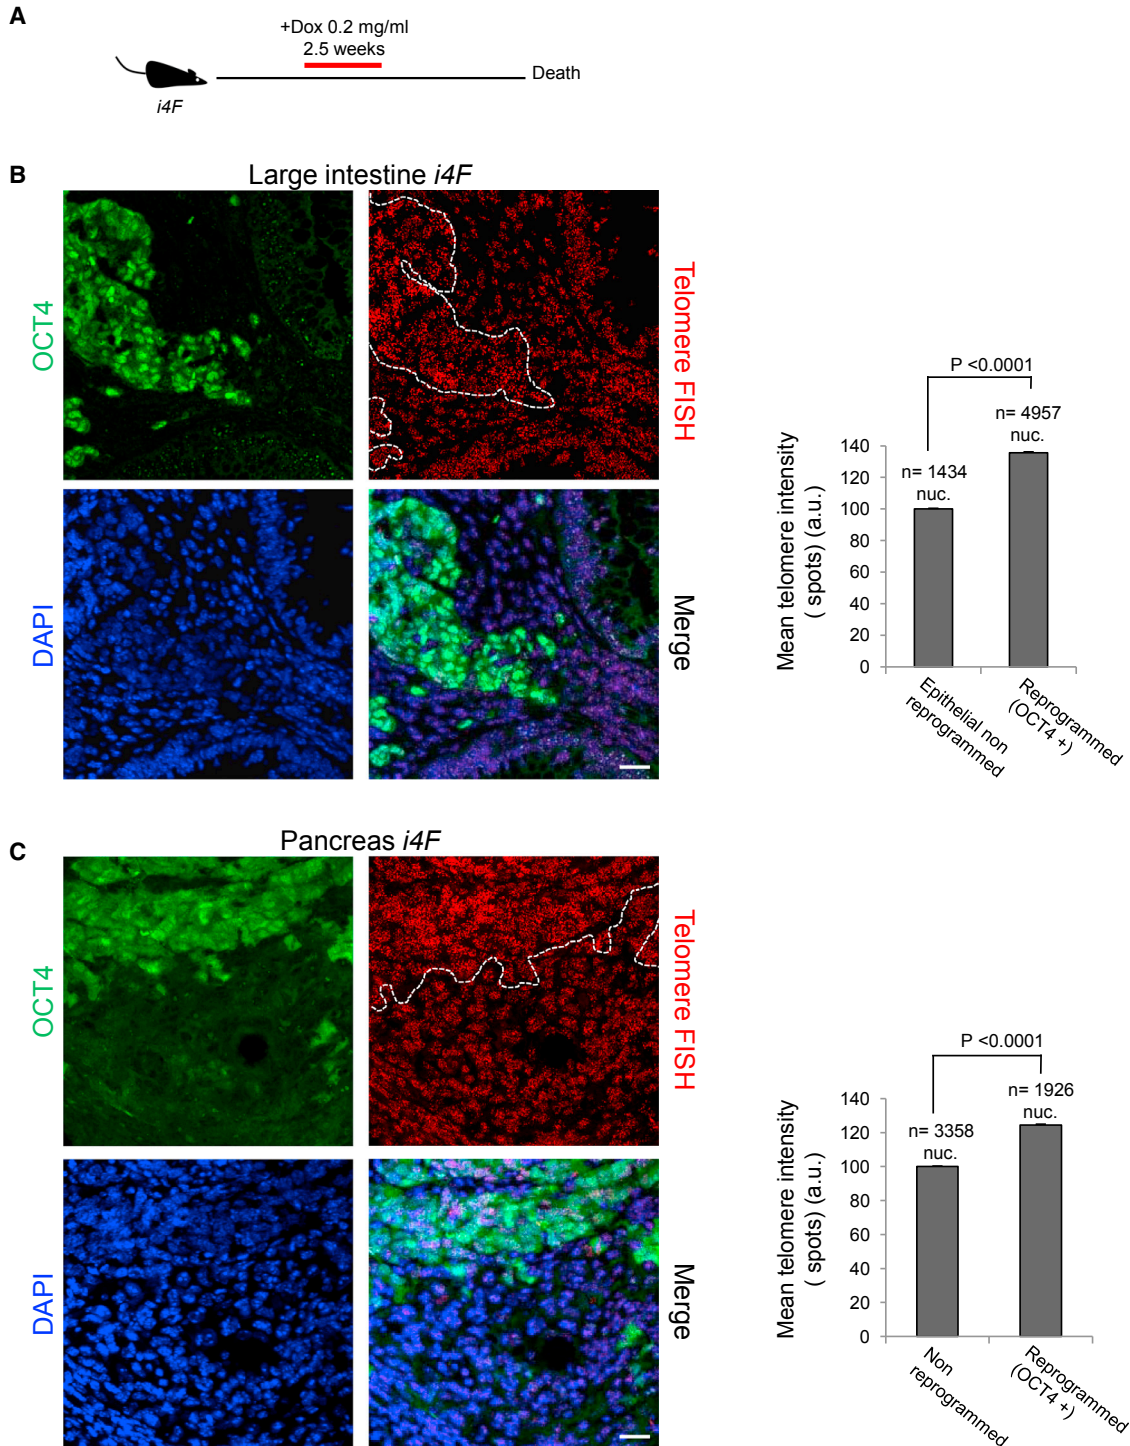 A
+Dox 0.2 mg/ml
2.5 weeks
i4F
Death
B
Large intestine i4F
OCT4
Telomere FISH
DAPI
Merge
P <0.0001
n= 4957
nuc.
n= 1434
nuc.
Mean telomere intensity
( spots) (a.u.)
140
120
100
80
60
40
20
0
Epithelial non
reprogrammed
Reprogrammed
(OCT4 +)
C
Pancreas i4F
OCT4
Telomere FISH
DAPI
Merge
P <0.0001
n= 1926
nuc.
n= 3358
nuc.
Mean telomere intensity
( spots) (a.u.)
140
120
100
80
60
40
20
0
Non
reprogrammed
Reprogrammed
(OCT4 +)